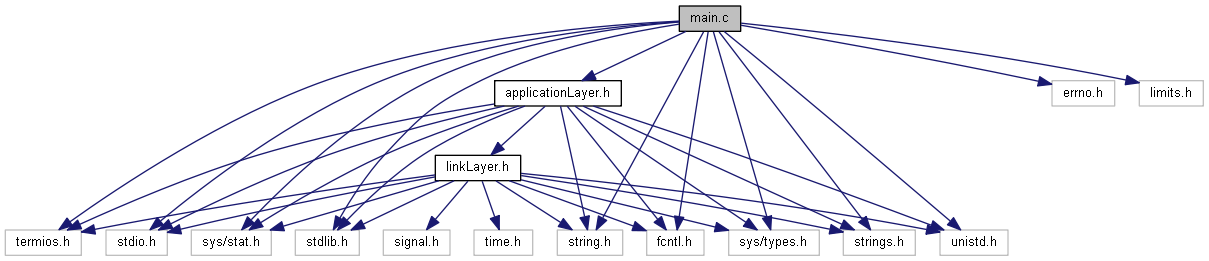 main.c
applicationLayer.h
errno.h
limits.h
linkLayer.h
termios.h
stdio.h
sys/stat.h
stdlib.h
signal.h
time.h
string.h
fcntl.h
sys/types.h
strings.h
unistd.h